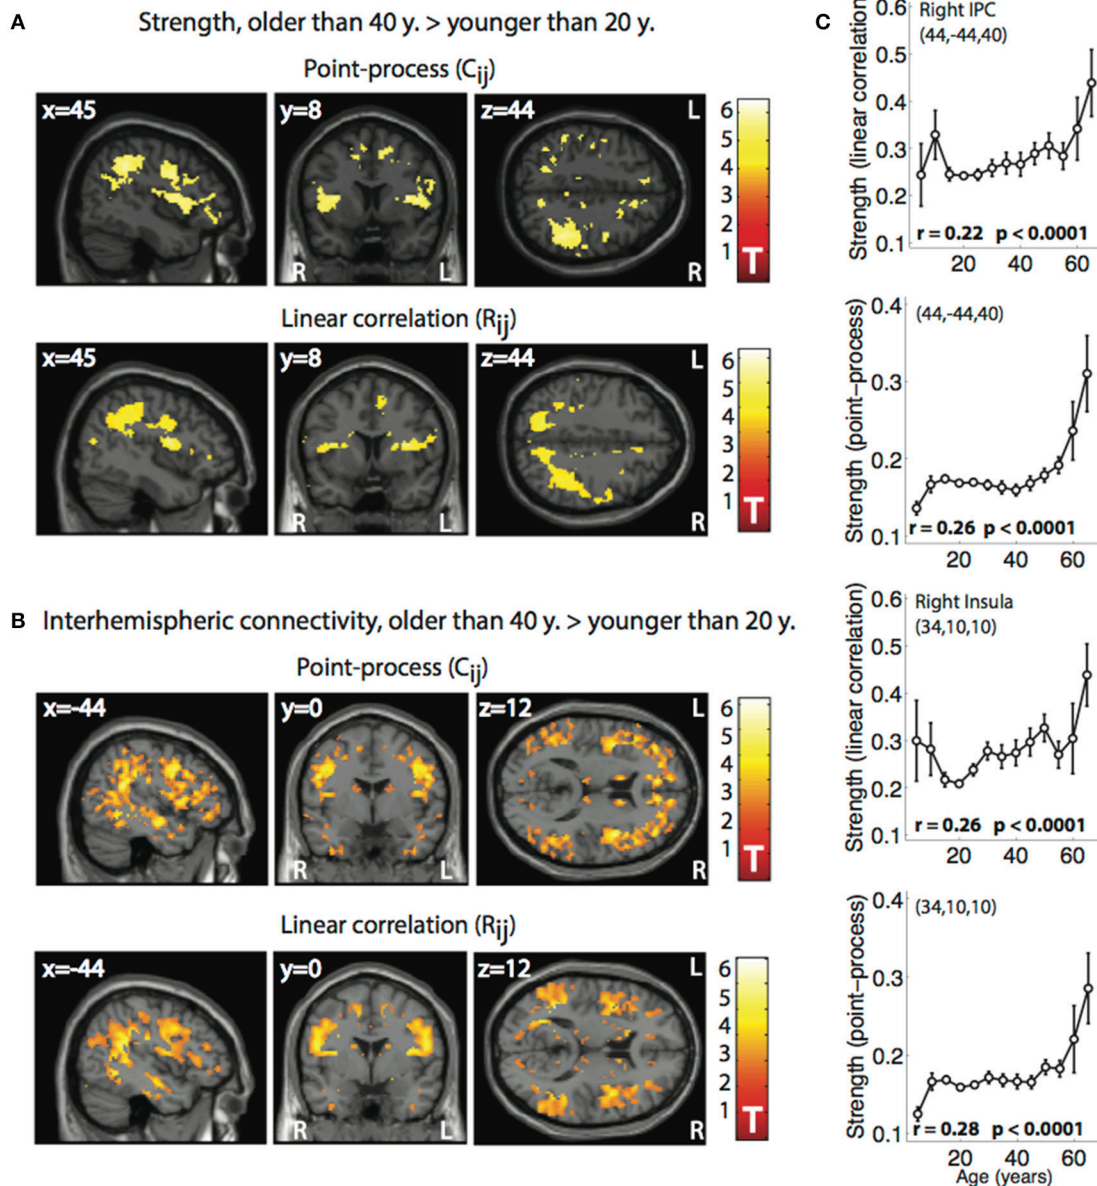 A
Strength, older than 40 y. > younger than 20 y.
Point-process (Cij)
x=45
y=8
z=44
L
R
L
R
6
5
4
3
2
1
T
Linear correlation (Rij)
x=45
y=8
z=44
L
R
L
R
6
5
4
3
2
1
T
B
Interhemispheric connectivity, older than 40 y. > younger than 20 y.
Point-process (Cij)
x=-44
y=0
z=12
L
R
L
R
6
5
4
3
2
1
T
Linear correlation (Rij)
x=-44
y=0
z=12
L
R
L
R
6
5
4
3
2
1
T
C
Strength (linear correlation)
0.6
0.5
0.4
0.3
0.2
0.1
Right IPC
(44,-44,40)
r = 0.22 p < 0.0001
20 40 60
Strength (point-process)
0.4
0.3
0.2
0.1
(44,-44,40)
r = 0.26 p < 0.0001
20 40 60
Strength (linear correlation)
0.6
0.5
0.4
0.3
0.2
0.1
Right Insula
(34,10,10)
r = 0.26 p < 0.0001
20 40 60
Strength (point-process)
0.4
0.3
0.2
0.1
(34,10,10)
r = 0.28 p < 0.0001
20 40 60
Age (years)